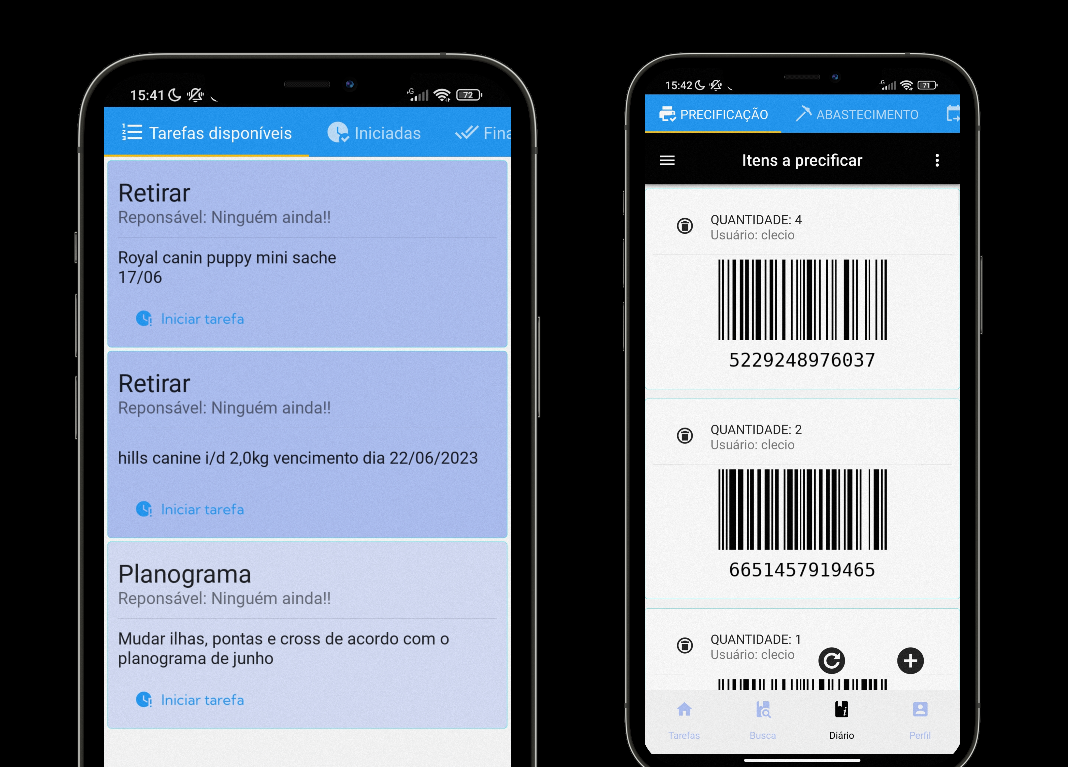 15:41
72
Tarefas disponíveis
Iniciadas
Fina
Retirar
Reponsável: Ninguém ainda!!
Royal canin puppy mini sache
17/06
Iniciar tarefa
Retirar
Reponsável: Ninguém ainda!!
hills canine i/d 2,0kg vencimento dia 22/06/2023
Iniciar tarefa
Planograma
Reponsável: Ninguém ainda!!
Mudar ilhas, pontas e cross de acordo com o
planograma de junho
Iniciar tarefa
15:42
71
PRECIFICAÇÃO
ABASTECIMENTO
Itens a precificar
QUANTIDADE: 4
Usuário: clecio
5229248976037
QUANTIDADE: 2
Usuário: clecio
6651457919465
QUANTIDADE: 1
Usuário: clecio
Tarefas
Busca
Diário
Perfil